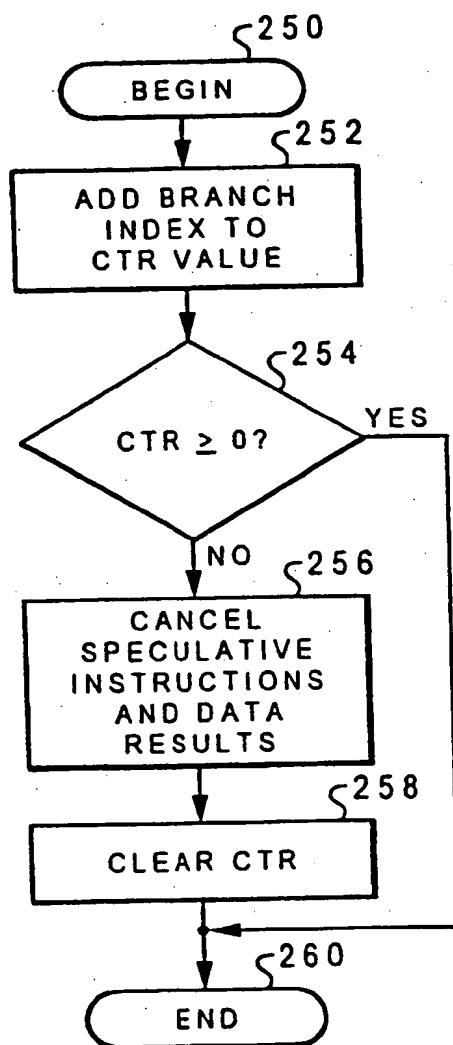 250
BEGIN
252
ADD BRANCH
INDEX TO
CTR VALUE
254
CTR ≥ 0?
YES
NO
256
CANCEL
SPECULATIVE
INSTRUCTIONS
AND DATA
RESULTS
258
CLEAR CTR
260
END